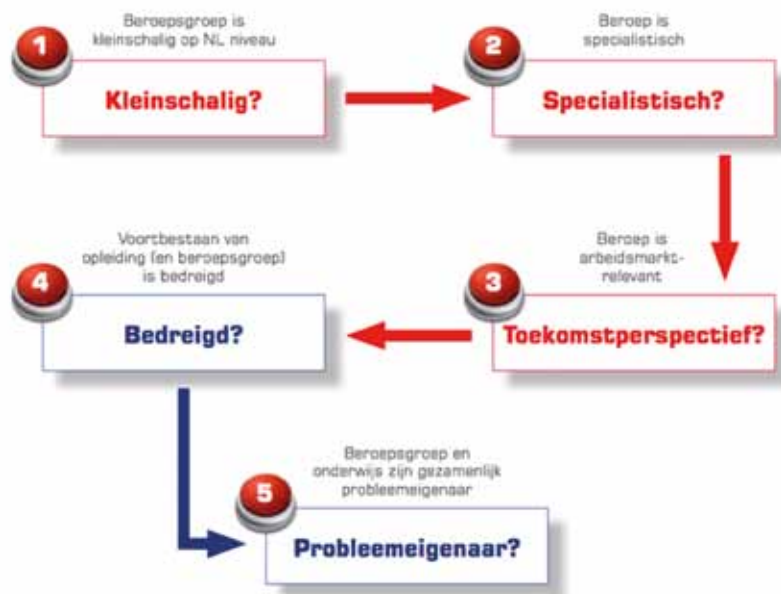 Beroepsgroep is
kleinschalig op NL niveau
1
Kleinschalig?
Beroep is
specialistisch
2
Specialistisch?
Beroep is
arbeidsmarkt-
relevant
3
Toekomstperspectief?
Voortbestaan van
opleiding (en beroepsgroep)
is bedreigd
4
Bedreigd?
Beroepsgroep en
onderwijs zijn gezamenlijk
probleemeigenaar
5
Probleemeigenaar?